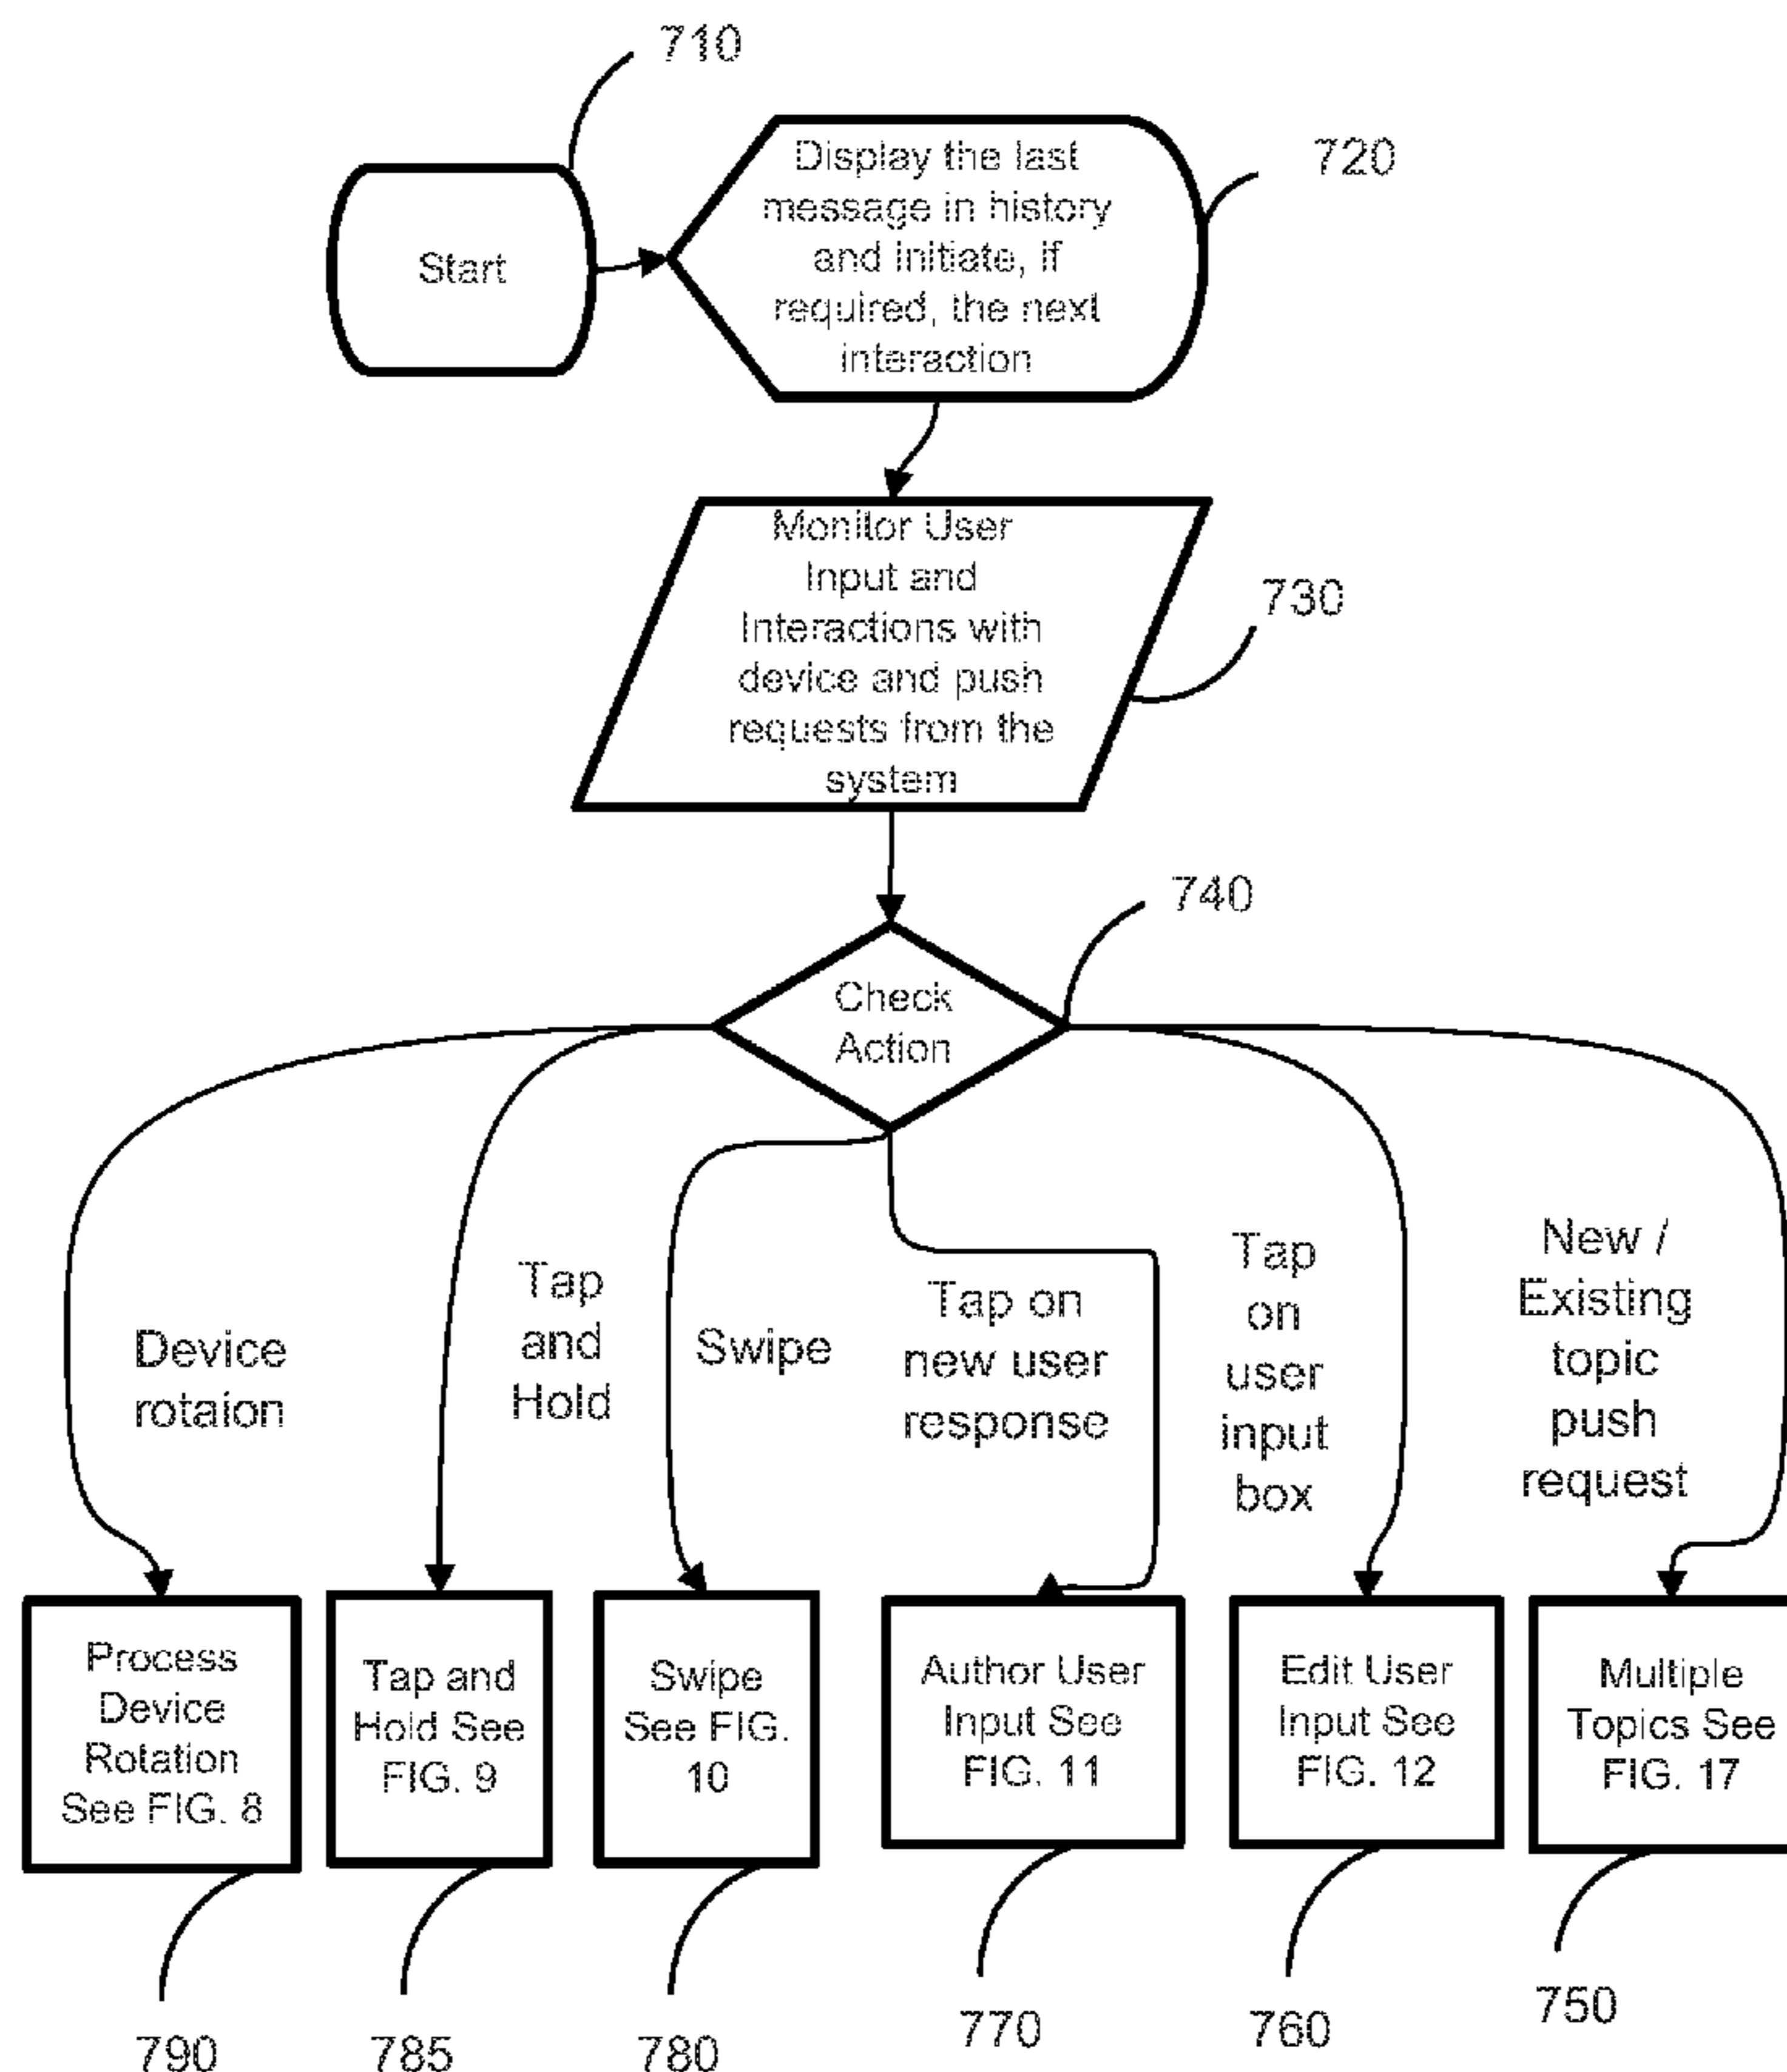 710
Start
Display the last
message in history
and initiate, if
required, the next
interaction
720
Monitor User
Input and
Interactions with
device and push
requests from the
system
730
740
Check
Action
Device
rotaion
Tap
and
Hold
Swipe
Tap on
new user
response
Tap
on
user
input
box
New /
Existing
topic
push
request
Process
Device
Rotation
See FIG. 8
Tap and
Hold See
FIG. 9
Swipe
See FIG.
10
Author User
Input See
FIG. 11
Edit User
Input See
FIG. 12
Multiple
Topics See
FIG. 17
790
785
780
770
760
750